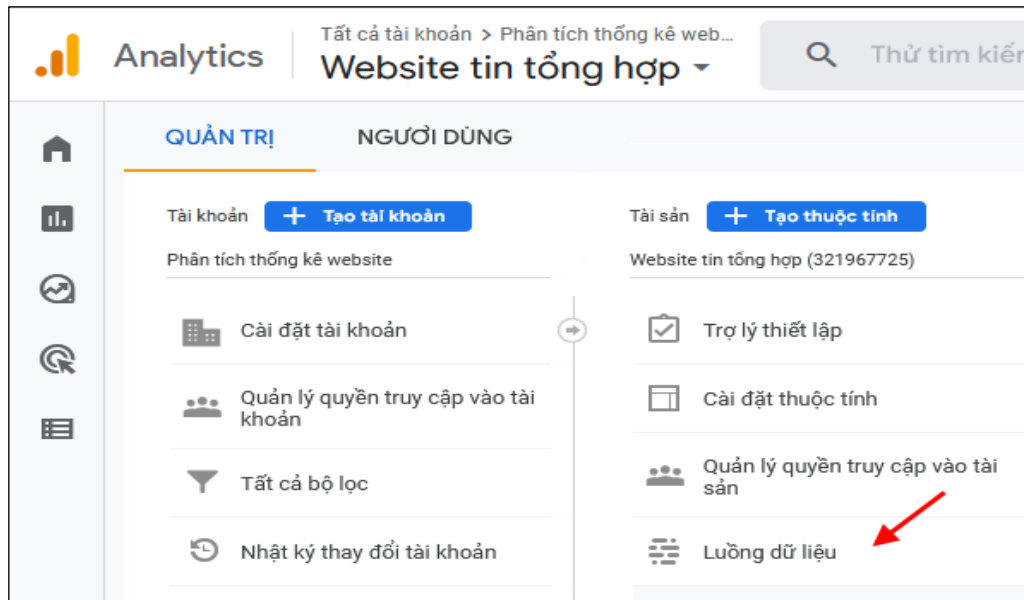 Analytics
Tất cả tài khoản > Phân tích thống kê web...
Website tin tổng hợp
Thử tìm kiếm
QUẢN TRỊ
NGƯỜI DÙNG
Tài khoản
+ Tạo tài khoản
Phân tích thống kê website
Cài đặt tài khoản
Quản lý quyền truy cập vào tài
khoản
Tất cả bộ lọc
Nhật ký thay đổi tài khoản
Tài sản
+ Tạo thuộc tính
Website tin tổng hợp (321967725)
Trợ lý thiết lập
Cài đặt thuộc tính
Quản lý quyền truy cập vào tài
sản
Luồng dữ liệu